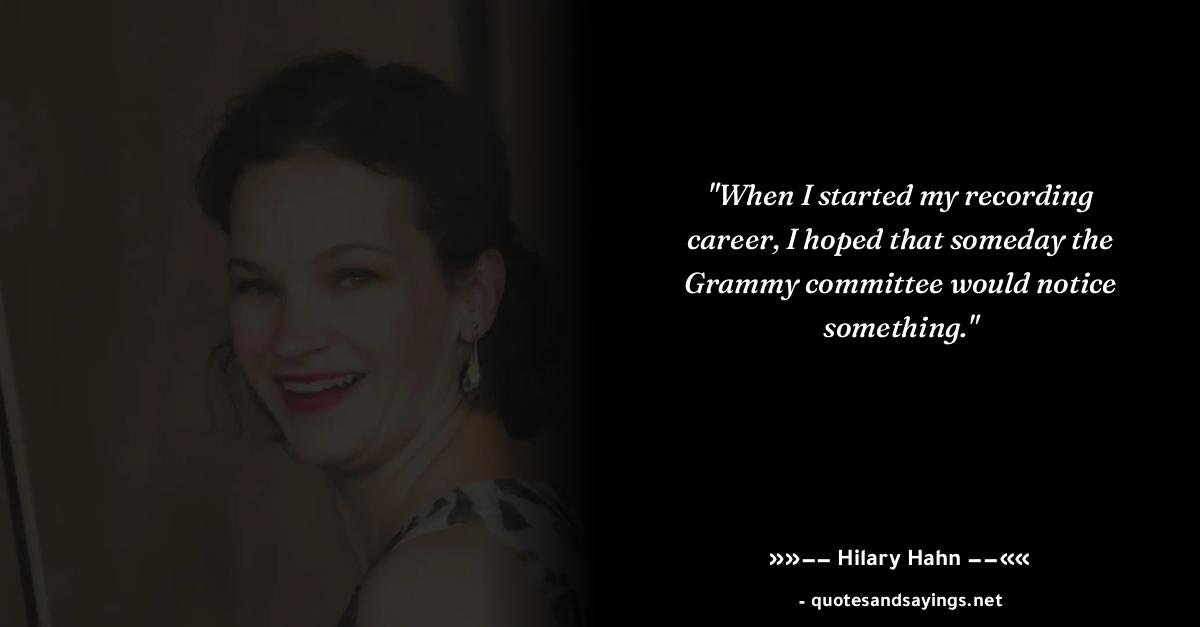 "When I started my recording
career, I hoped that someday the
Grammy committee would notice
something."
»»–– Hilary Hahn ––««
- quotesandsayings.net